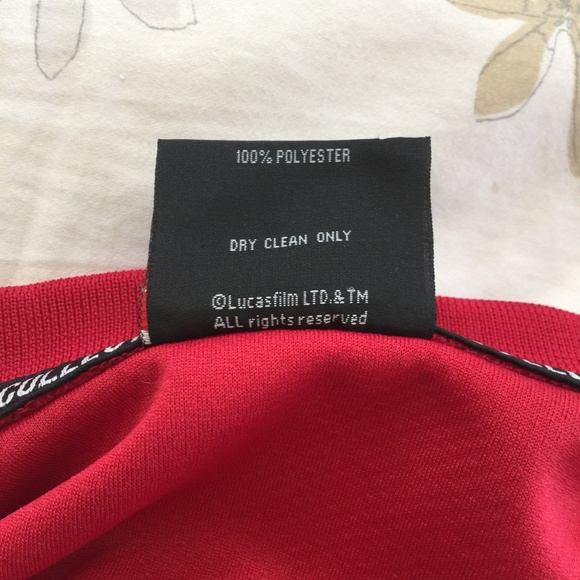 100% POLYESTER
DRY CLEAN ONLY
©Lucasfilm LTD.&TM
ALL rights reserved